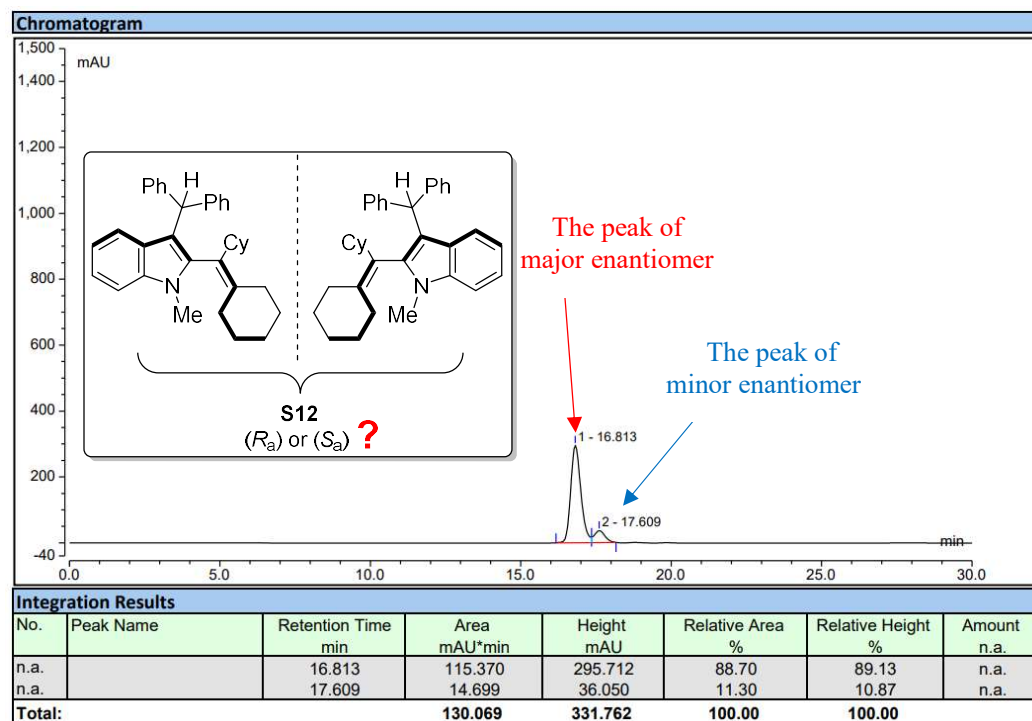 Chromatogram
1,500
mAU
1,400
1,200
1,000
800
600
400
200
-40
0.0 5.0 10.0 15.0 20.0 25.0 30.0
min
Ph H Ph
Cy
N
Me
Ph H Ph
Cy
N
Me
S12
(Ra) or (Sa) ?
The peak of
major enantiomer
The peak of
minor enantiomer
1 - 16.813
2 - 17.609
Integration Results
No. Peak Name Retention Time Area Height Relative Area Relative Height Amount
min mAU*min mAU % % n.a.
n.a. 16.813 115.370 295.712 88.70 89.13 n.a.
n.a. 17.609 14.699 36.050 11.30 10.87 n.a.
Total: 130.069 331.762 100.00 100.00